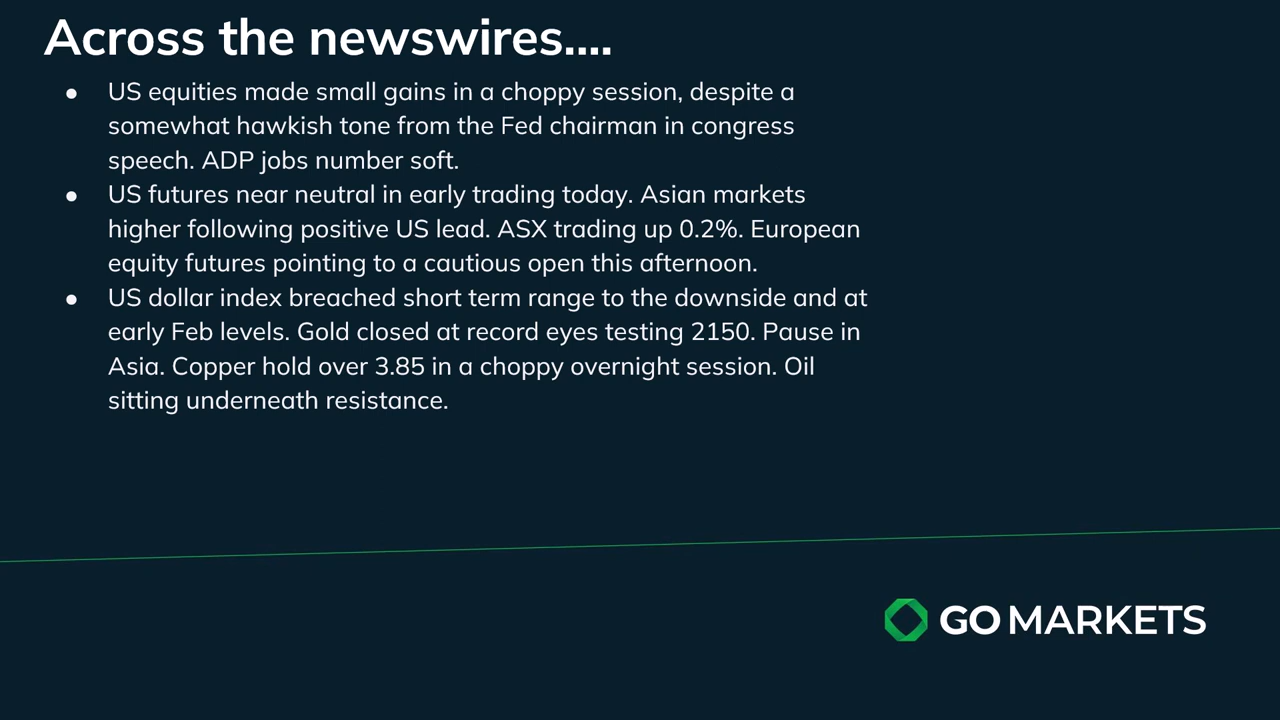 Across the newswires....
● US equities made small gains in a choppy session, despite a
somewhat hawkish tone from the Fed chairman in congress
speech. ADP jobs number soft.
● US futures near neutral in early trading today. Asian markets
higher following positive US lead. ASX trading up 0.2%. European
equity futures pointing to a cautious open this afternoon.
● US dollar index breached short term range to the downside and at
early Feb levels. Gold closed at record eyes testing 2150. Pause in
Asia. Copper hold over 3.85 in a choppy overnight session. Oil
sitting underneath resistance.
GO MARKETS